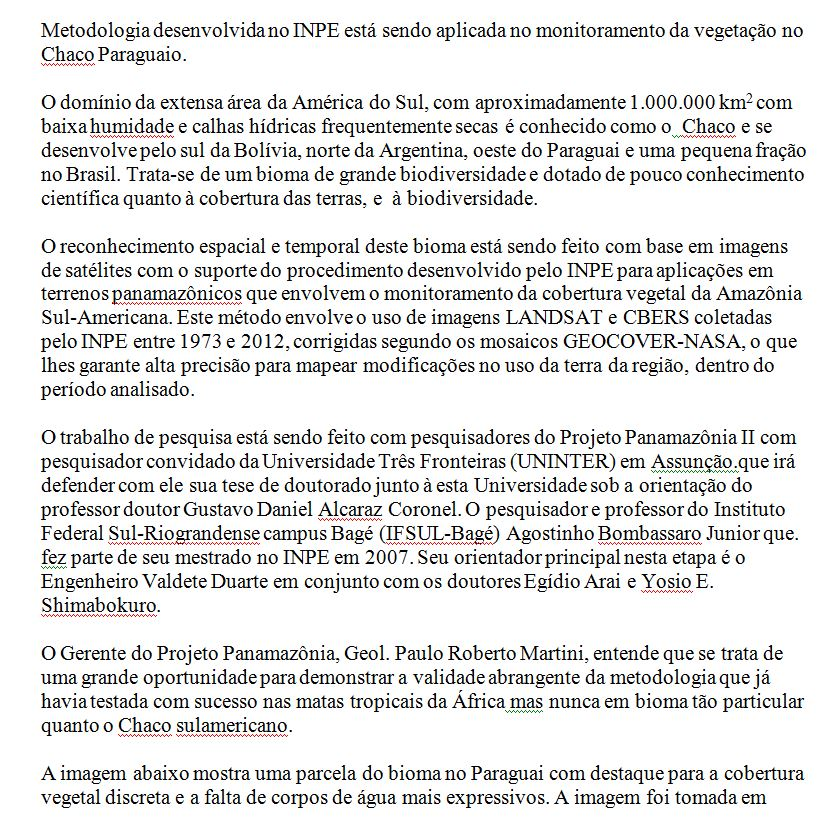 Metodologia desenvolvida no INPE está sendo aplicada no monitoramento da vegetação no
Chaco Paraguaio.
O domínio da extensa área da América do Sul, com aproximadamente 1.000.000 km² com
baixa humidade e calhas hídricas frequentemente secas é conhecido como o Chaco e se
desenvolve pelo sul da Bolívia, norte da Argentina, oeste do Paraguai e uma pequena fração
no Brasil. Trata-se de um bioma de grande biodiversidade e dotado de pouco conhecimento
científica quanto à cobertura das terras, e à biodiversidade.
O reconhecimento espacial e temporal deste bioma está sendo feito com base em imagens
de satélites com o suporte do procedimento desenvolvido pelo INPE para aplicações em
terrenos panamazônicos que envolvem o monitoramento da cobertura vegetal da Amazônia
Sul-Americana. Este método envolve o uso de imagens LANDSAT e CBERS coletadas
pelo INPE entre 1973 e 2012, corrigidas segundo os mosaicos GEOCOVER-NASA, o que
lhes garante alta precisão para mapear modificações no uso da terra da região, dentro do
período analisado.
O trabalho de pesquisa está sendo feito com pesquisadores do Projeto Panamazônia II com
pesquisador convidado da Universidade Três Fronteiras (UNINTER) em Assunção.que irá
defender com ele sua tese de doutorado junto à esta Universidade sob a orientação do
professor doutor Gustavo Daniel Alcaraz Coronel. O pesquisador e professor do Instituto
Federal Sul-Riograndense campus Bagé (IFSUL-Bagé) Agostinho Bombassaro Junior que.
fez parte de seu mestrado no INPE em 2007. Seu orientador principal nesta etapa é o
Engenheiro Valdete Duarte em conjunto com os doutores Egídio Arai e Yosio E.
Shimabokuro.
O Gerente do Projeto Panamazônia, Geol. Paulo Roberto Martini, entende que se trata de
uma grande oportunidade para demonstrar a validade abrangente da metodologia que já
havia testada com sucesso nas matas tropicais da África mas nunca em bioma tão particular
quanto o Chaco sulamericano.
A imagem abaixo mostra uma parcela do bioma no Paraguai com destaque para a cobertura
vegetal discreta e a falta de corpos de água mais expressivos. A imagem foi tomada em